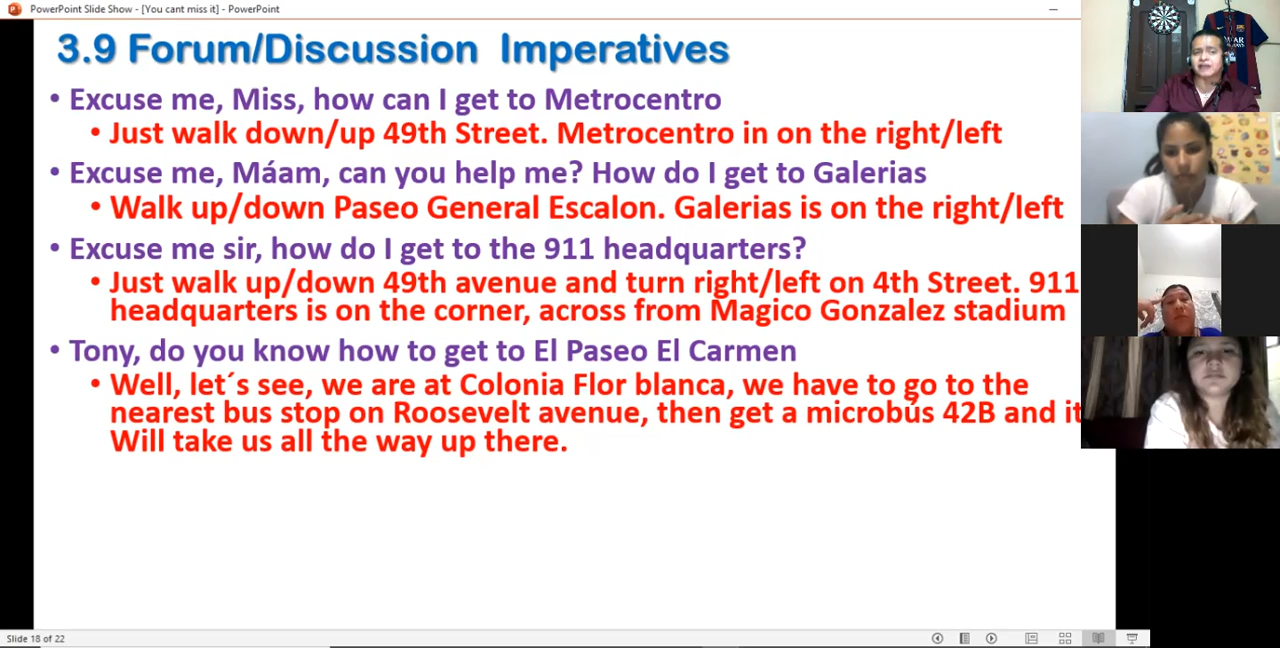 PowerPoint Slide Show - [You cant miss it] - PowerPoint
3.9 Forum/Discussion Imperatives
• Excuse me, Miss, how can I get to Metrocentro
• Just walk down/up 49th Street. Metrocentro in on the right/left
• Excuse me, Máam, can you help me? How do I get to Galerias
• Walk up/down Paseo General Escalon. Galerias is on the right/left
• Excuse me sir, how do I get to the 911 headquarters?
• Just walk up/down 49th avenue and turn right/left on 4th Street. 911
headquarters is on the corner, across from Magico Gonzalez stadium
• Tony, do you know how to get to El Paseo El Carmen
• Well, let´s see, we are at Colonia Flor blanca, we have to go to the
nearest bus stop on Roosevelt avenue, then get a microbús 42B and it
Will take us all the way up there.
Slide 18 of 22